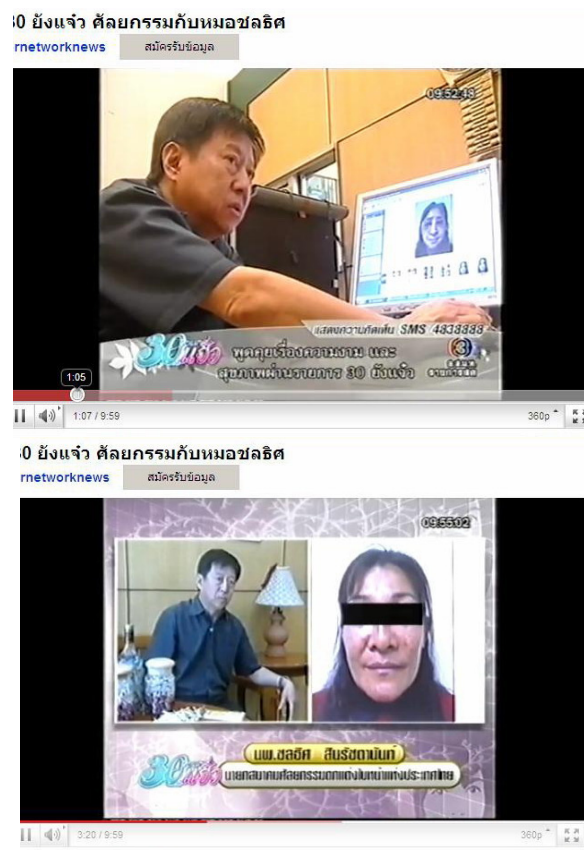 30 ยังแจ๋ว ศัลยกรรมกับหมอชลธิศ
rnetworknews
สมัครรับข้อมูล
09:52:48
แสดงความคิดเห็น SMS 4838888
30 แจ๋ว
พูดคุยเรื่องความงาม และ
สุขภาพผ่านรายการ 30 ยังแจ๋ว
3
1:05
1:07 / 9:59
360p
30 ยังแจ๋ว ศัลยกรรมกับหมอชลธิศ
rnetworknews
สมัครรับข้อมูล
09:55:02
นพ.ชลธิศ สินรัชตานันท์
30 แจ๋ว
นายกสมาคมศัลยกรรมตกแต่งใบหน้าแห่งประเทศไทย
3:20 / 9:59
360p